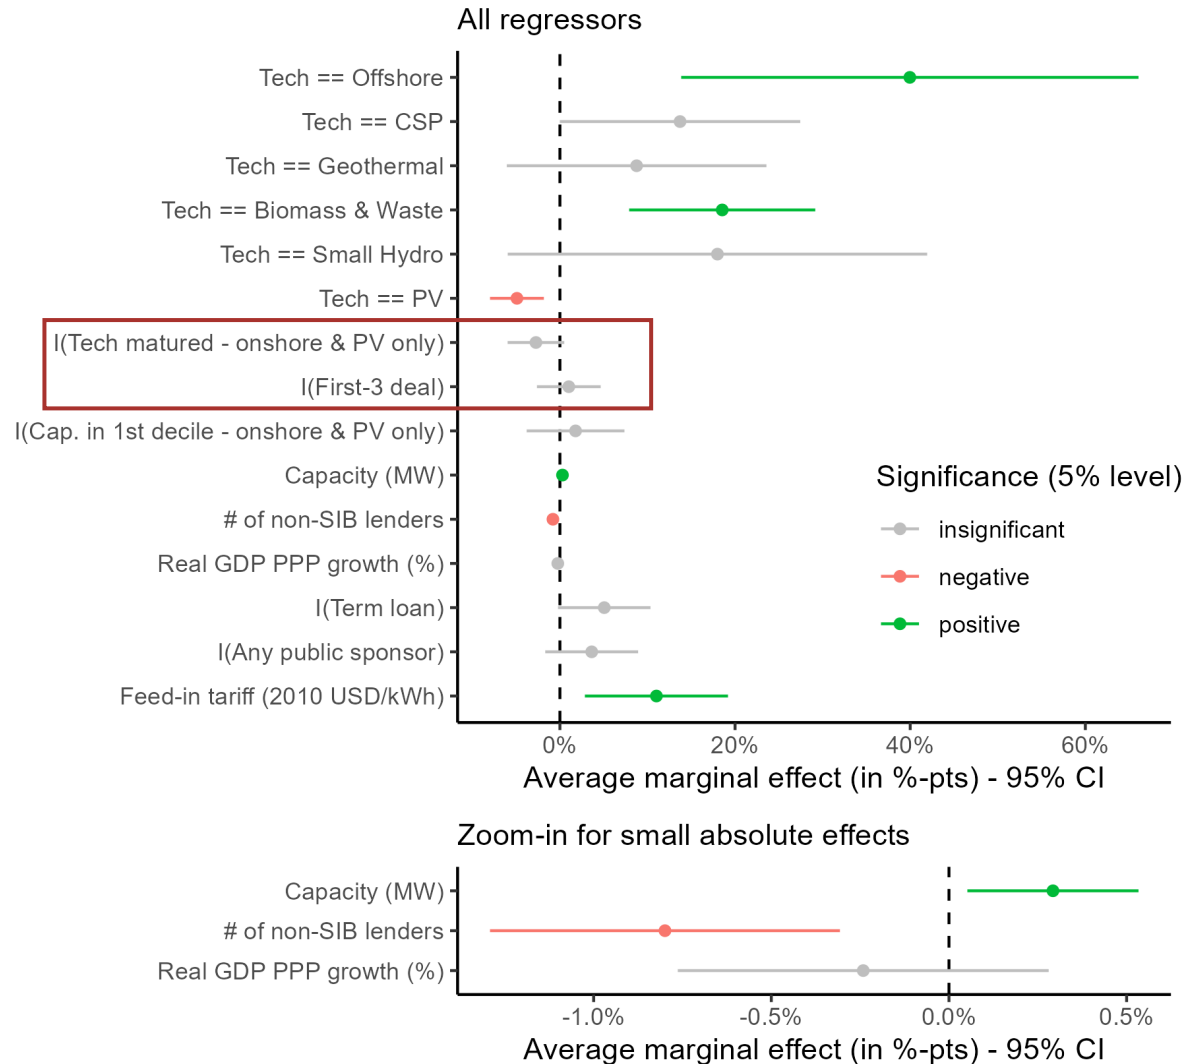 All regressors
Tech == Offshore
Tech == CSP
Tech == Geothermal
Tech == Biomass & Waste
Tech == Small Hydro
Tech == PV
I(Tech matured - onshore & PV only)
I(First-3 deal)
I(Cap. in 1st decile - onshore & PV only)
Capacity (MW)
# of non-SIB lenders
Real GDP PPP growth (%)
I(Term loan)
I(Any public sponsor)
Feed-in tariff (2010 USD/kWh)
Significance (5% level)
insignificant
negative
positive
0% 20% 40% 60%
Average marginal effect (in %-pts) - 95% CI
Zoom-in for small absolute effects
Capacity (MW)
# of non-SIB lenders
Real GDP PPP growth (%)
-1.0% -0.5% 0.0% 0.5%
Average marginal effect (in %-pts) - 95% CI